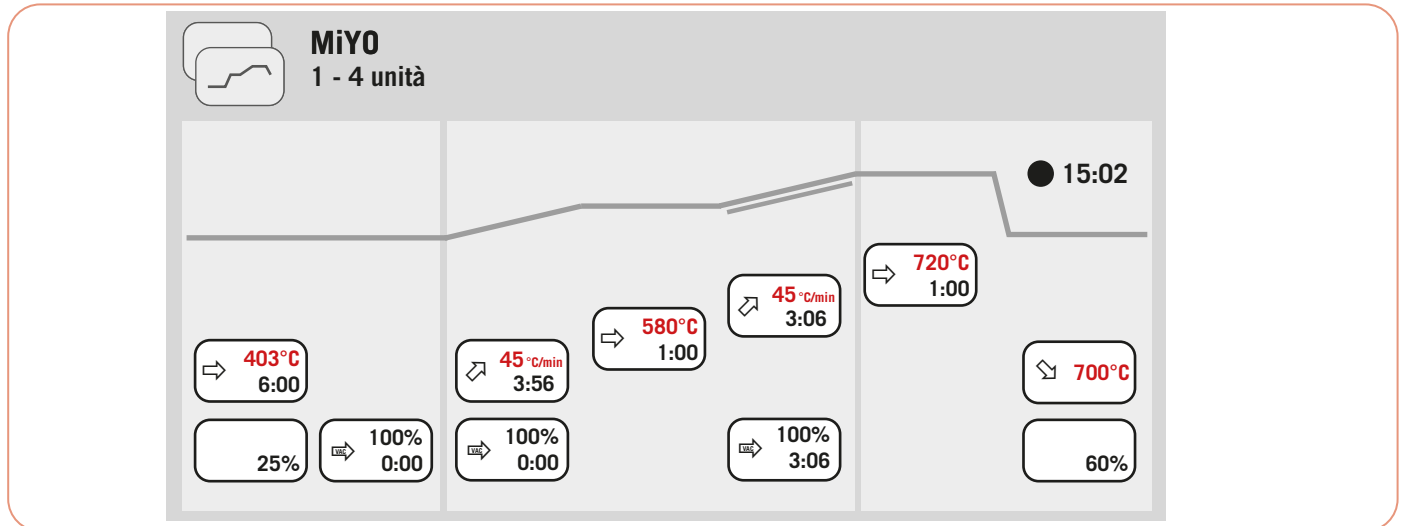 MiYO
1 - 4 unità
15:02
720°C
1:00
45 °C/min
3:06
580°C
1:00
403°C
6:00
45 °C/min
3:56
700°C
25%
VAC 100%
0:00
VAC 100%
0:00
VAC 100%
3:06
60%